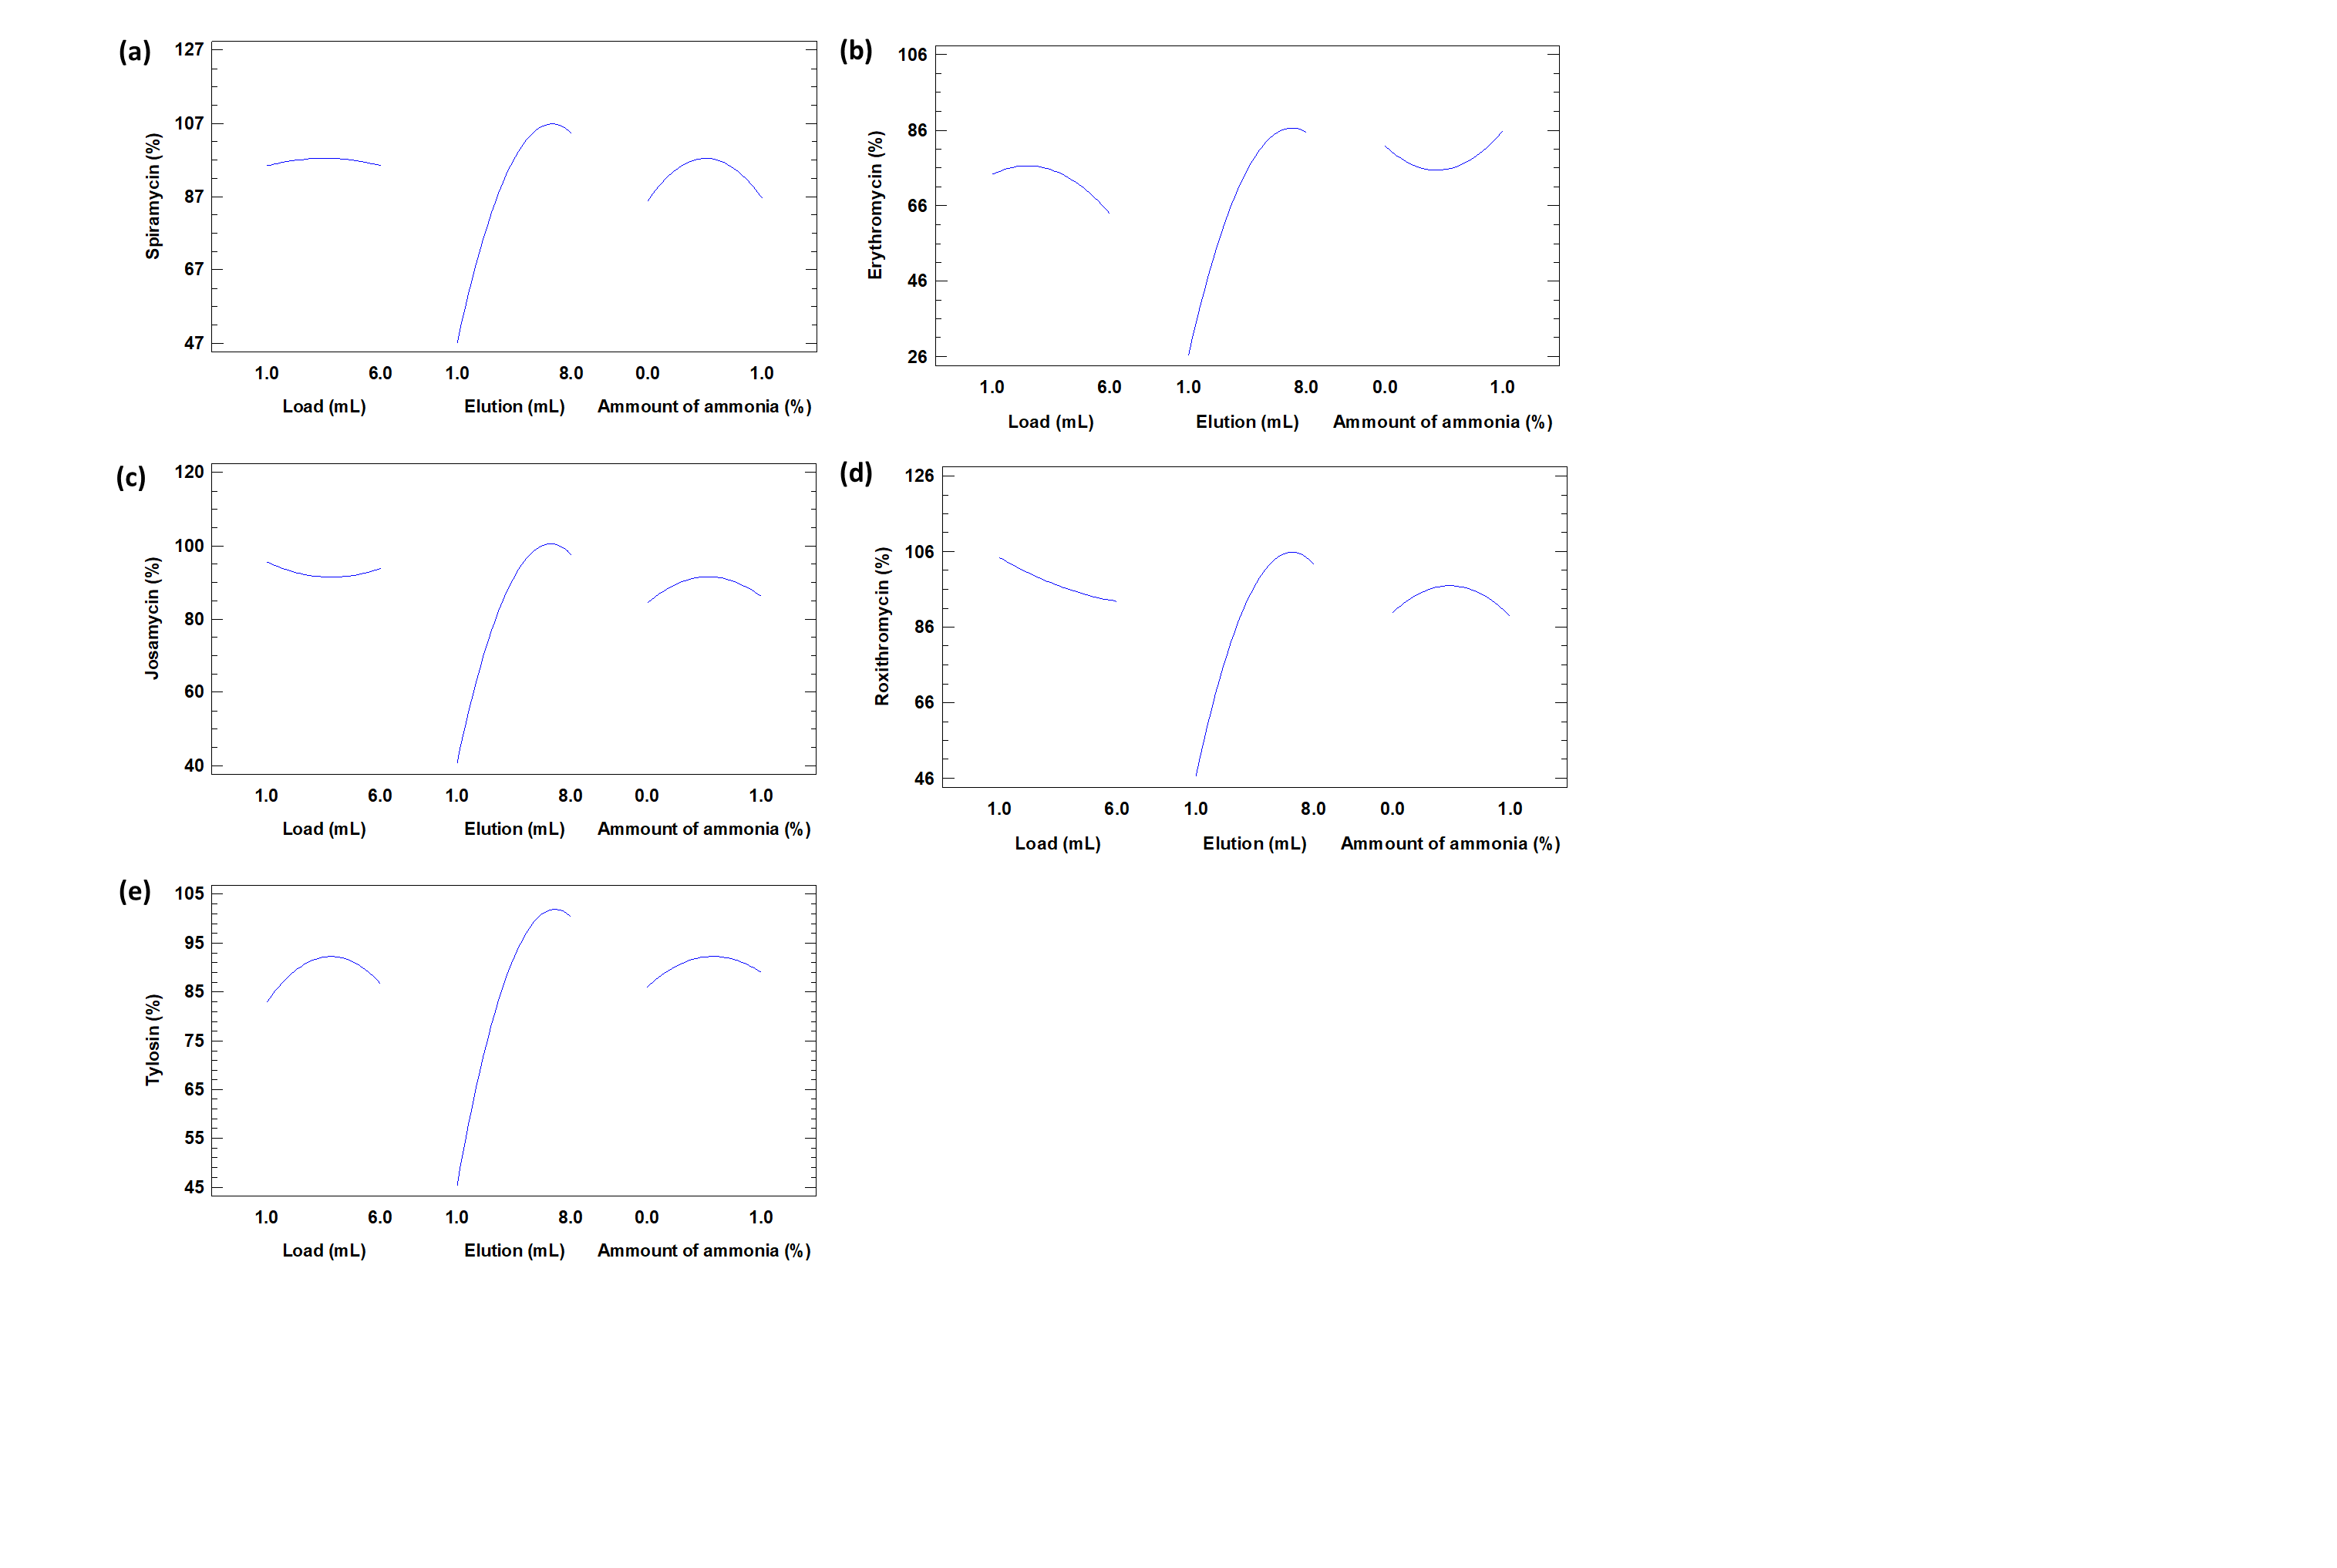 (a)
127
107
87
67
47
Spiramycin (%)
1.0 6.0 1.0 8.0 0.0 1.0
Load (mL) Elution (mL) Ammount of ammonia (%)
(b)
106
86
66
46
26
Erythromycin (%)
1.0 6.0 1.0 8.0 0.0 1.0
Load (mL) Elution (mL) Ammount of ammonia (%)
(c)
120
100
80
60
40
Josamycin (%)
1.0 6.0 1.0 8.0 0.0 1.0
Load (mL) Elution (mL) Ammount of ammonia (%)
(d)
126
106
86
66
46
Roxithromycin (%)
1.0 6.0 1.0 8.0 0.0 1.0
Load (mL) Elution (mL) Ammount of ammonia (%)
(e)
105
95
85
75
65
55
45
Tylosin (%)
1.0 6.0 1.0 8.0 0.0 1.0
Load (mL) Elution (mL) Ammount of ammonia (%)